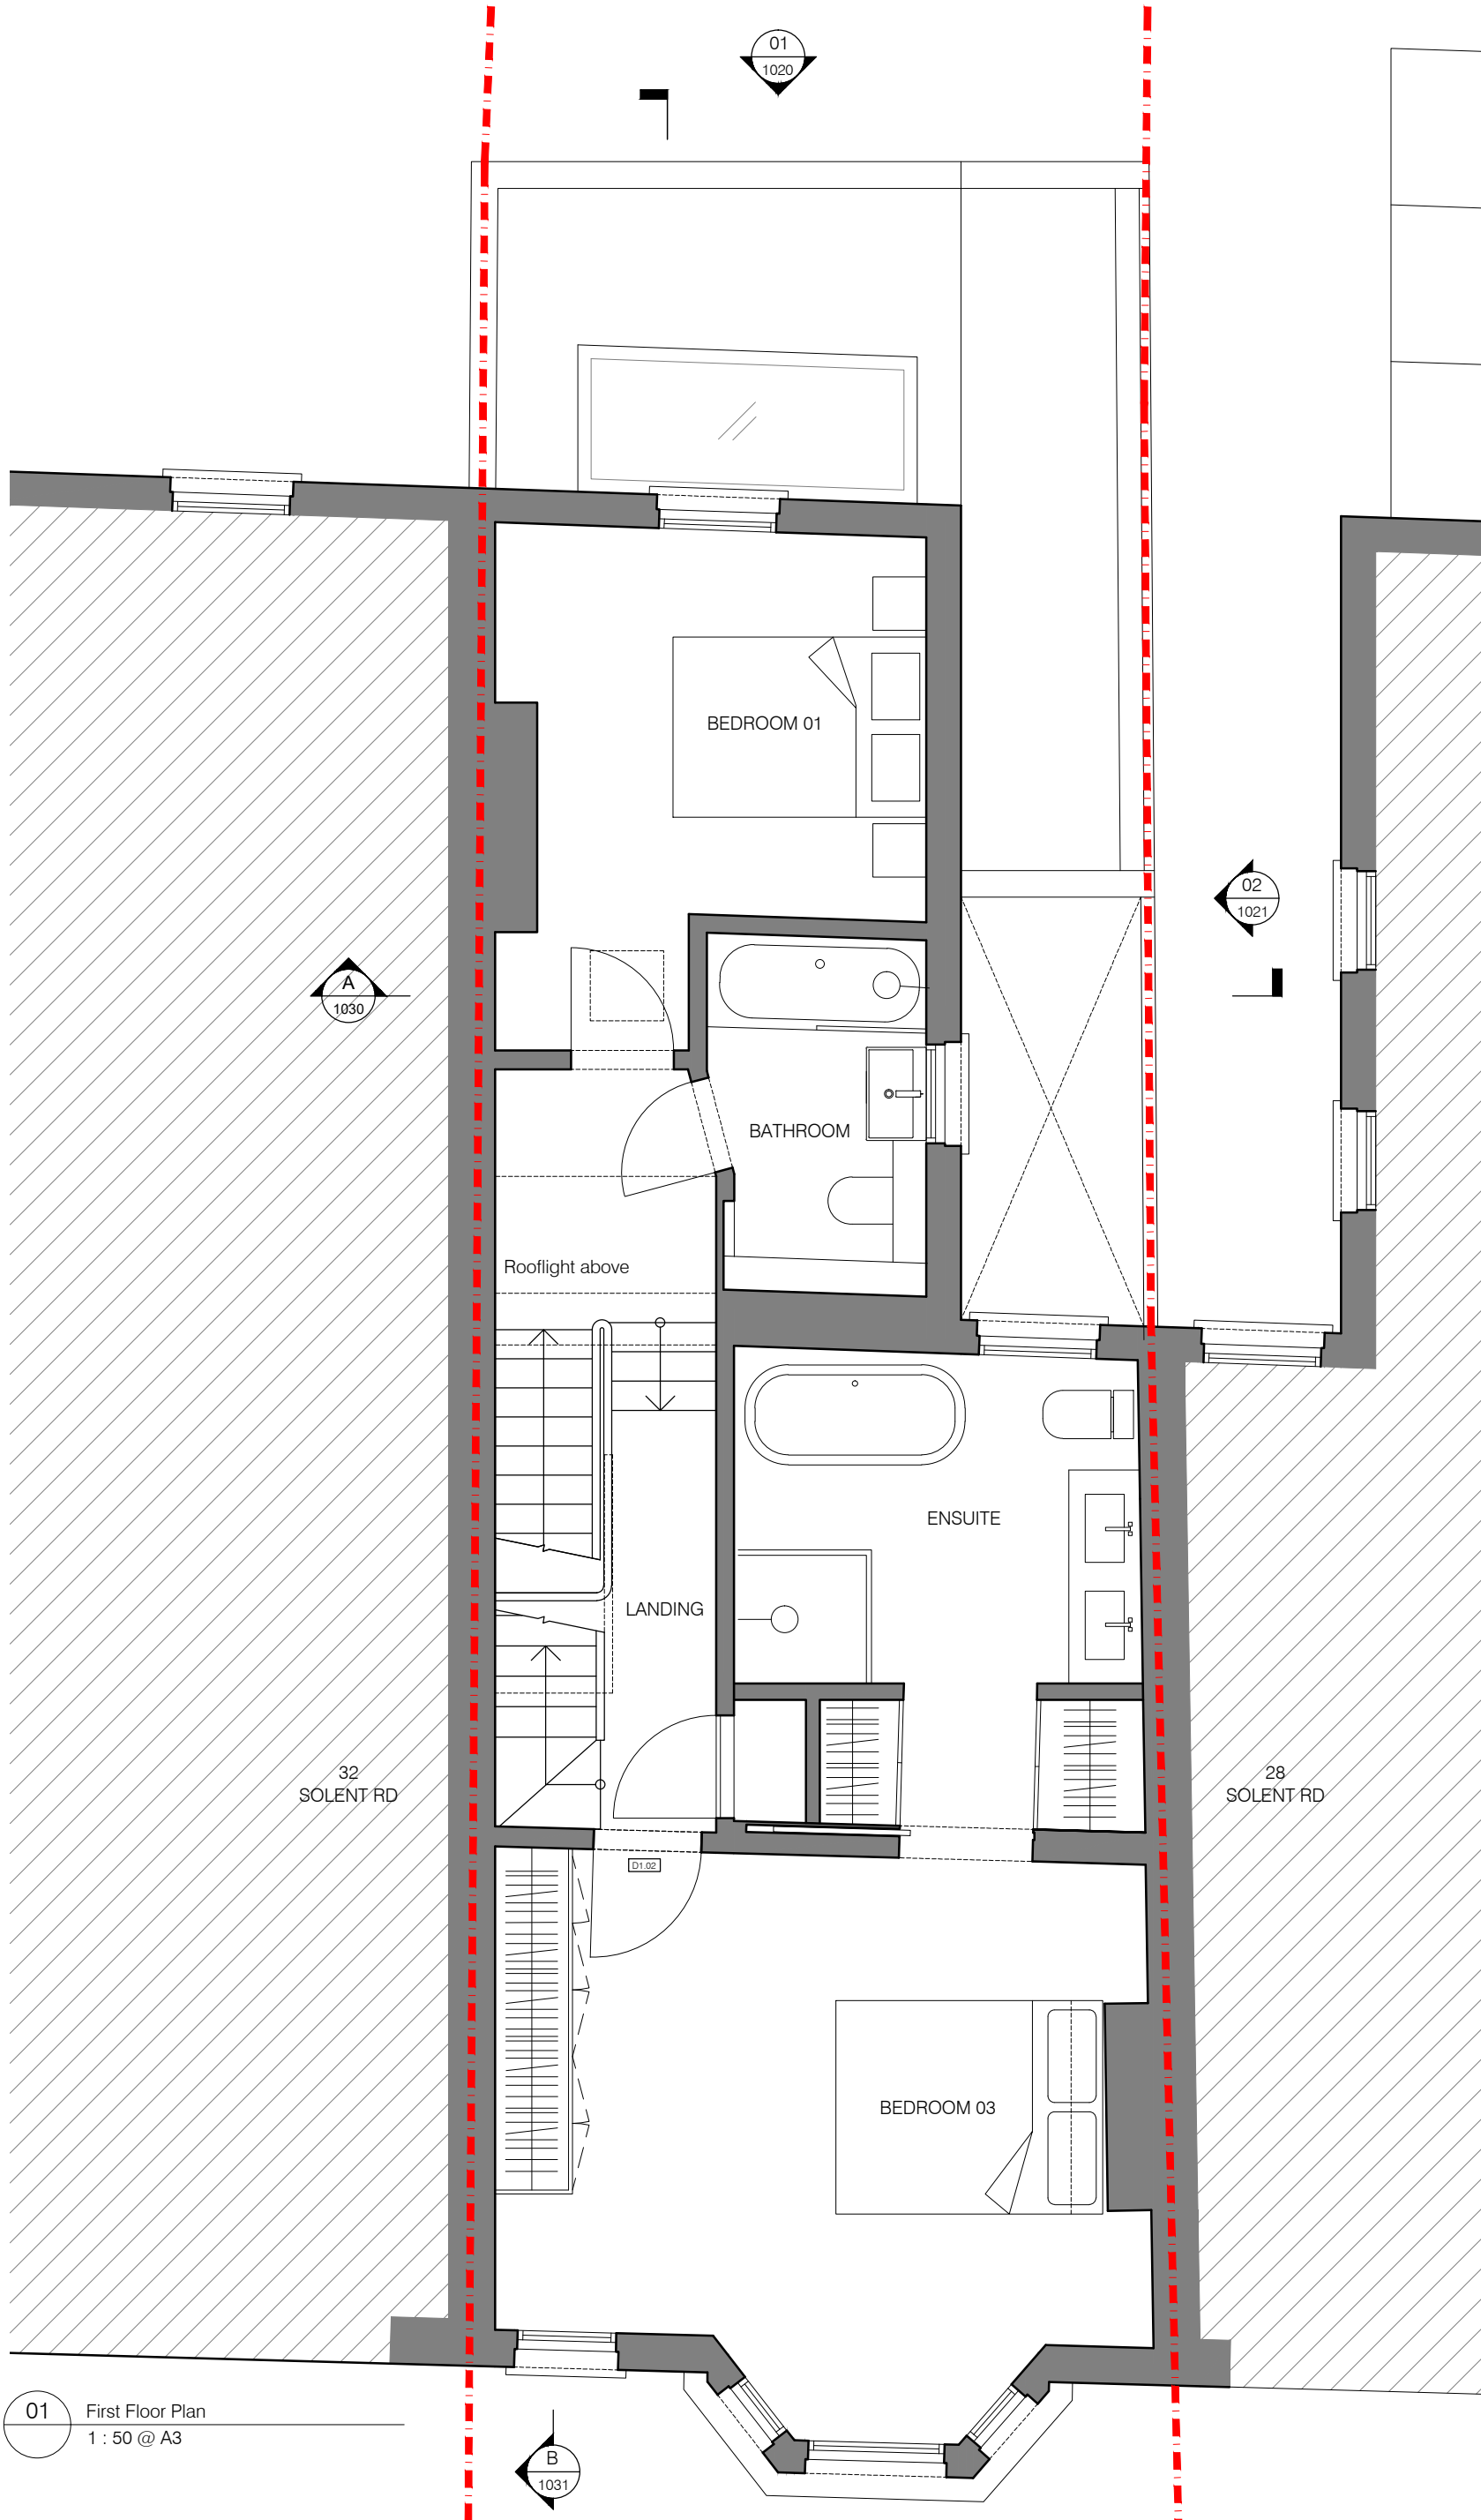 01
1020
BEDROOM 01
02
1021
A
1030
BATHROOM
Rooflight above
ENSUITE
LANDING
32
SOLENT RD
28
SOLENT RD
D1.02
BEDROOM 03
01
First Floor Plan
1 : 50 @ A3
B
1031